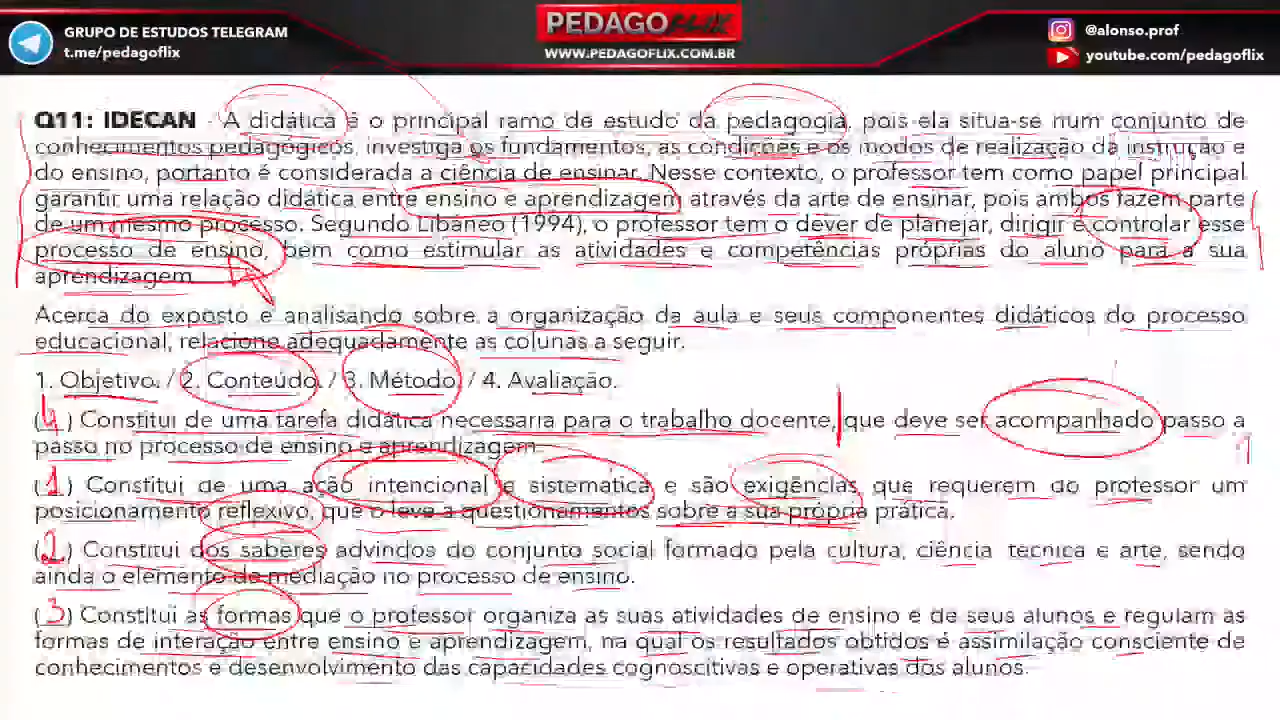 GRUPO DE ESTUDOS TELEGRAM
t.me/pedagoflix
PEDAGOFLIX
WWW.PEDAGOFLIX.COM.BR
@alonso.prof
youtube.com/pedagoflix
Q11: IDECAN - A didática é o principal ramo de estudo da pedagogia, pois ela situa-se num conjunto de
conhecimentos pedagógicos, investiga os fundamentos, as condições e os modos de realização da instrução e
do ensino, portanto é considerada a ciência de ensinar. Nesse contexto, o professor tem como papel principal
garantir uma relação didática entre ensino e aprendizagem através da arte de ensinar, pois ambos fazem parte
de um mesmo processo. Segundo Libâneo (1994), o professor tem o dever de planejar, dirigir e controlar esse
processo de ensino, bem como estimular as atividades e competências próprias do aluno para a sua
aprendizagem.
Acerca do exposto e analisando sobre a organização da aula e seus componentes didáticos do processo
educacional, relacione adequadamente as colunas a seguir.
1. Objetivo. / 2. Conteúdo. / 3. Método. / 4. Avaliação.
(4) Constitui de uma tarefa didática necessária para o trabalho docente, que deve ser acompanhado passo a
passo no processo de ensino e aprendizagem.
(1) Constitui de uma ação intencional e sistemática e são exigências que requerem do professor um
posicionamento reflexivo, que o leve a questionamentos sobre a sua própria prática.
(2) Constitui dos saberes advindos do conjunto social formado pela cultura, ciência técnica e arte, sendo
ainda o elemento de mediação no processo de ensino.
(3) Constitui as formas que o professor organiza as suas atividades de ensino e de seus alunos e regulam as
formas de interação entre ensino e aprendizagem, na qual os resultados obtidos é assimilação consciente de
conhecimentos e desenvolvimento das capacidades cognoscitivas e operativas dos alunos.